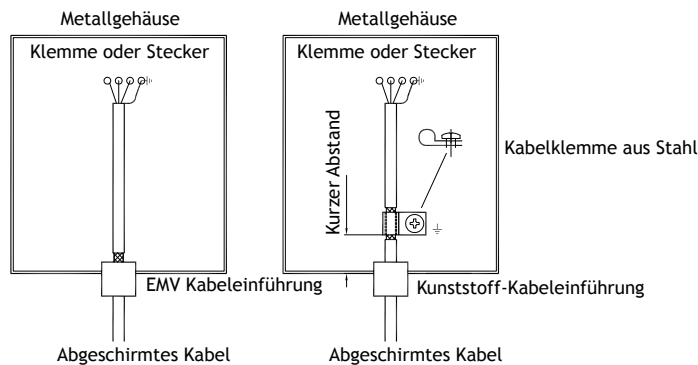 Metallgehäuse
Klemme oder Stecker
EMV Kabeleinführung
Abgeschirmtes Kabel
Metallgehäuse
Klemme oder Stecker
Kurzer Abstand
Kabelklemme aus Stahl
Kunststoff-Kabeleinführung
Abgeschirmtes Kabel